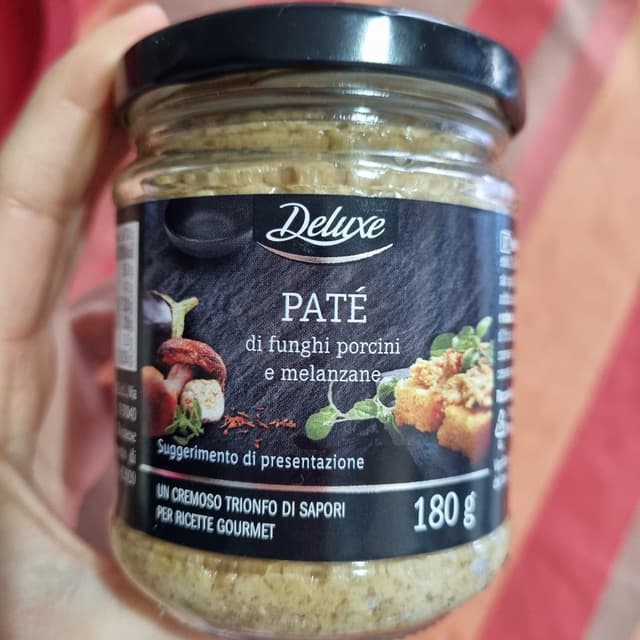 Deluxe
PATÉ
di funghi porcini
e melanzane
Suggerimento di presentazione
UN CREMOSO TRIONFO DI SAPORI
PER RICETTE GOURMET
180 g